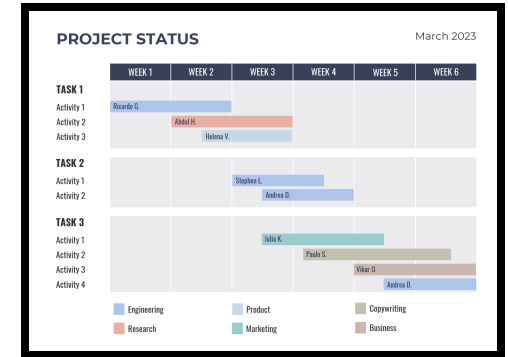 PROJECT STATUS
March 2023
WEEK 1 WEEK 2 WEEK 3 WEEK 4 WEEK 5 WEEK 6
TASK 1
Activity 1 Ricardo G.
Activity 2 Abdul H.
Activity 3 Helena V.
TASK 2
Activity 1 Stephen L.
Activity 2 Andrea D.
TASK 3
Activity 1 Julia K.
Activity 2 Paulo S.
Activity 3 Vikar O.
Activity 4 Andrea D.
Engineering Product Copywriting
Research Marketing Business